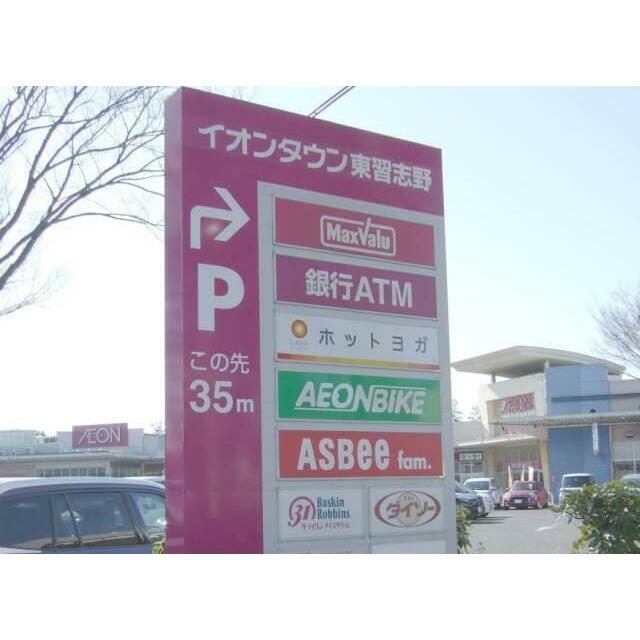 イオンタウン東習志野
P
この先
35m
MaxValu
銀行ATM
ホットヨガ
AEONBIKE
ASBee fam.
31 Baskin
Robbins
サーティワン アイスクリーム
The
ダイソー
AEON
AEON